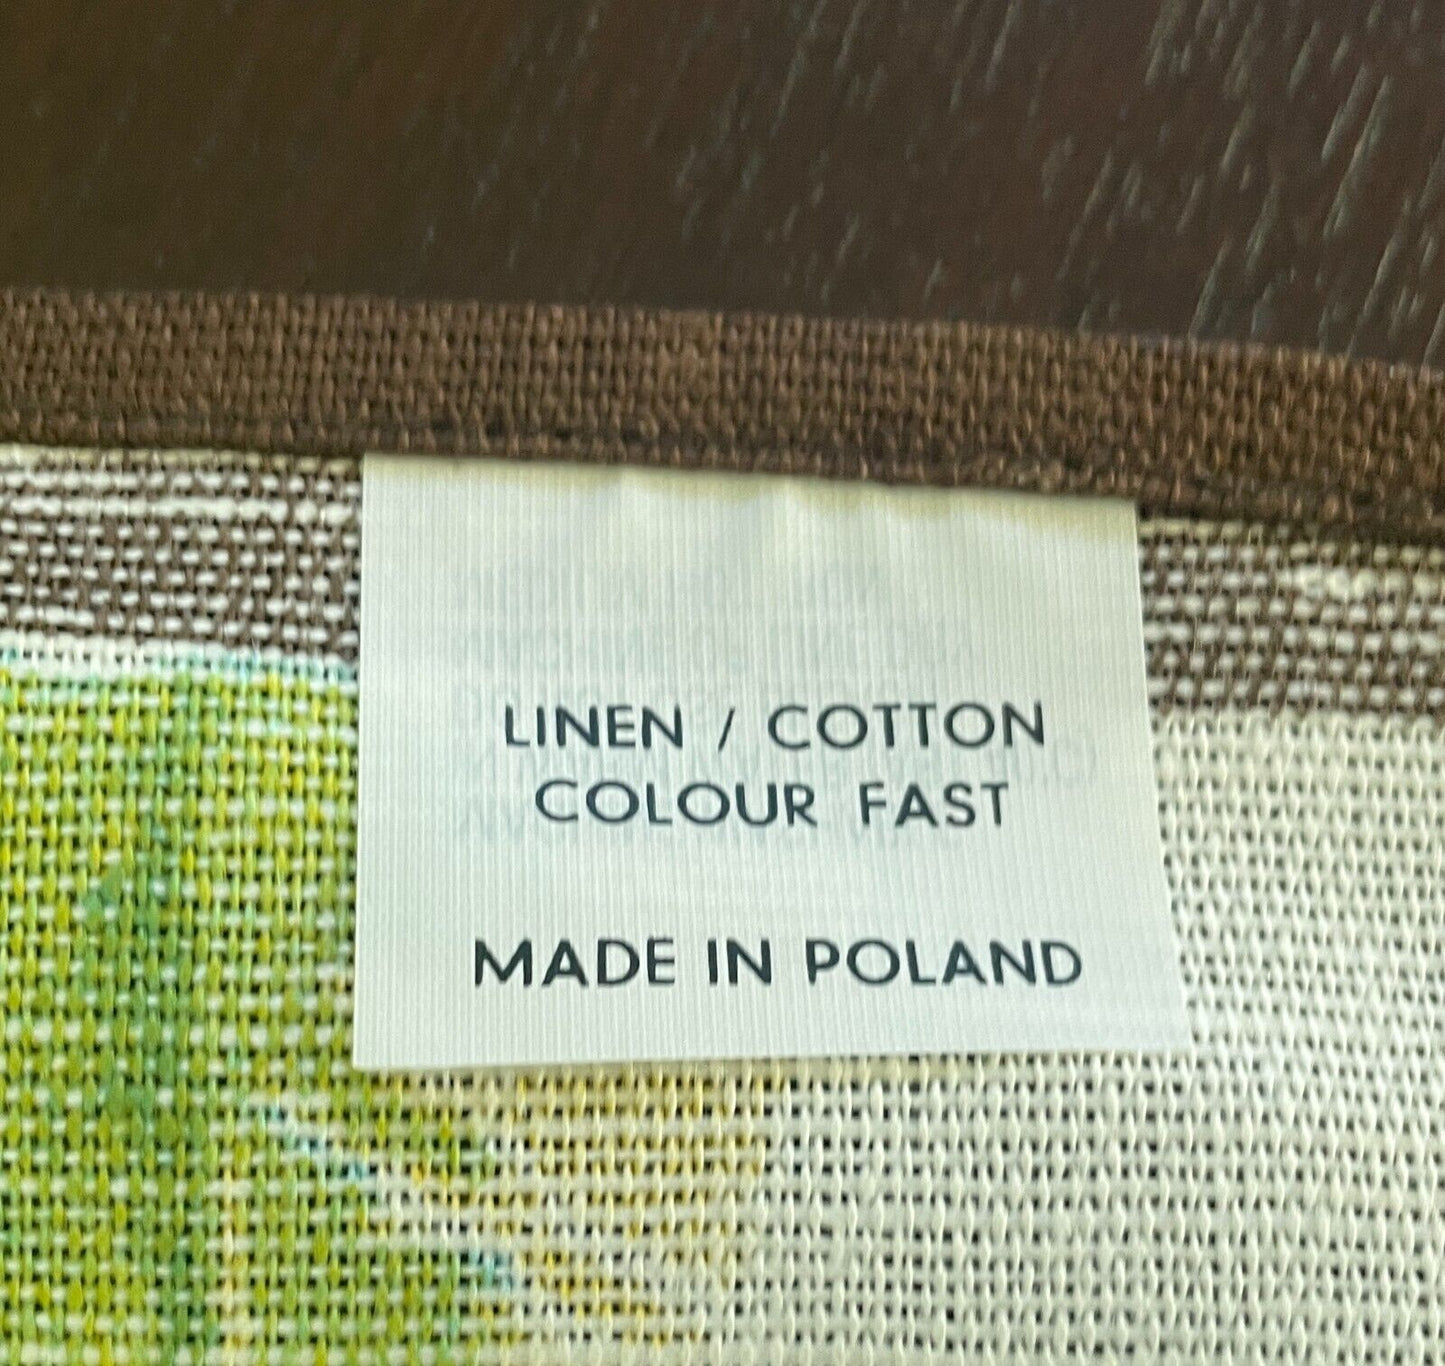 LINEN / COTTON
COLOUR FAST
MADE IN POLAND